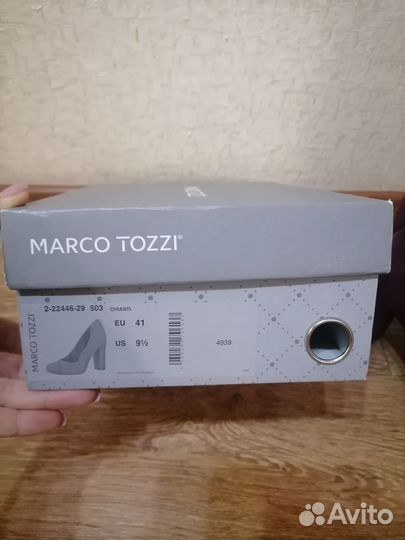 MARCO TOZZI®
2-22446-29 503 CHIANTI
EU 41
US 9½
4939
MARCO TOZZI
Avito